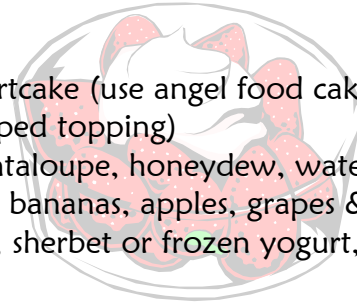 rtcake (use angel food cak
ped topping)
ntaloupe, honeydew, wate
bananas, apples, grapes &
sherbet or frozen yogurt,